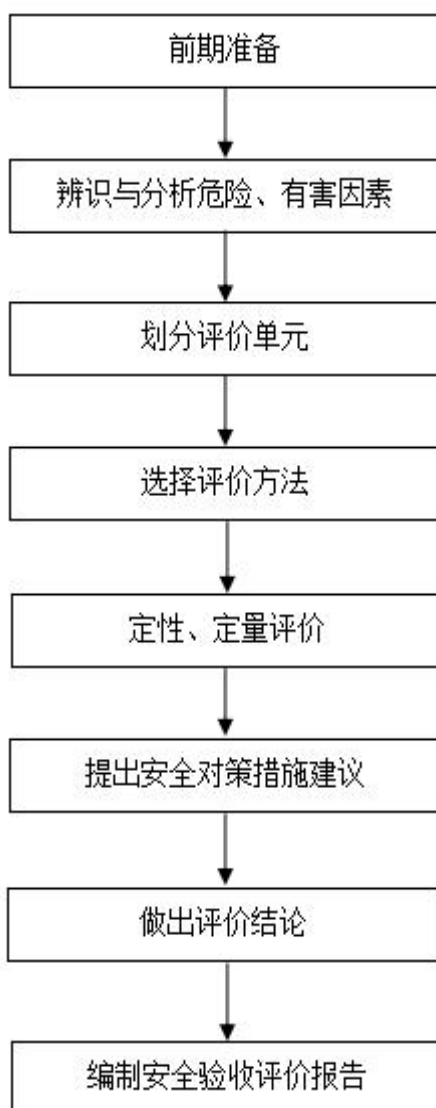 前期准备
辨识与分析危险、有害因素
划分评价单元
选择评价方法
定性、定量评价
提出安全对策措施建议
做出评价结论
编制安全验收评价报告